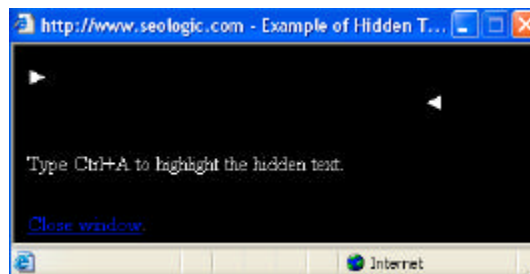 http://www.seologic.com - Example of Hidden T...
Type Ctrl+A to highlight the hidden text.
Close window.
Internet